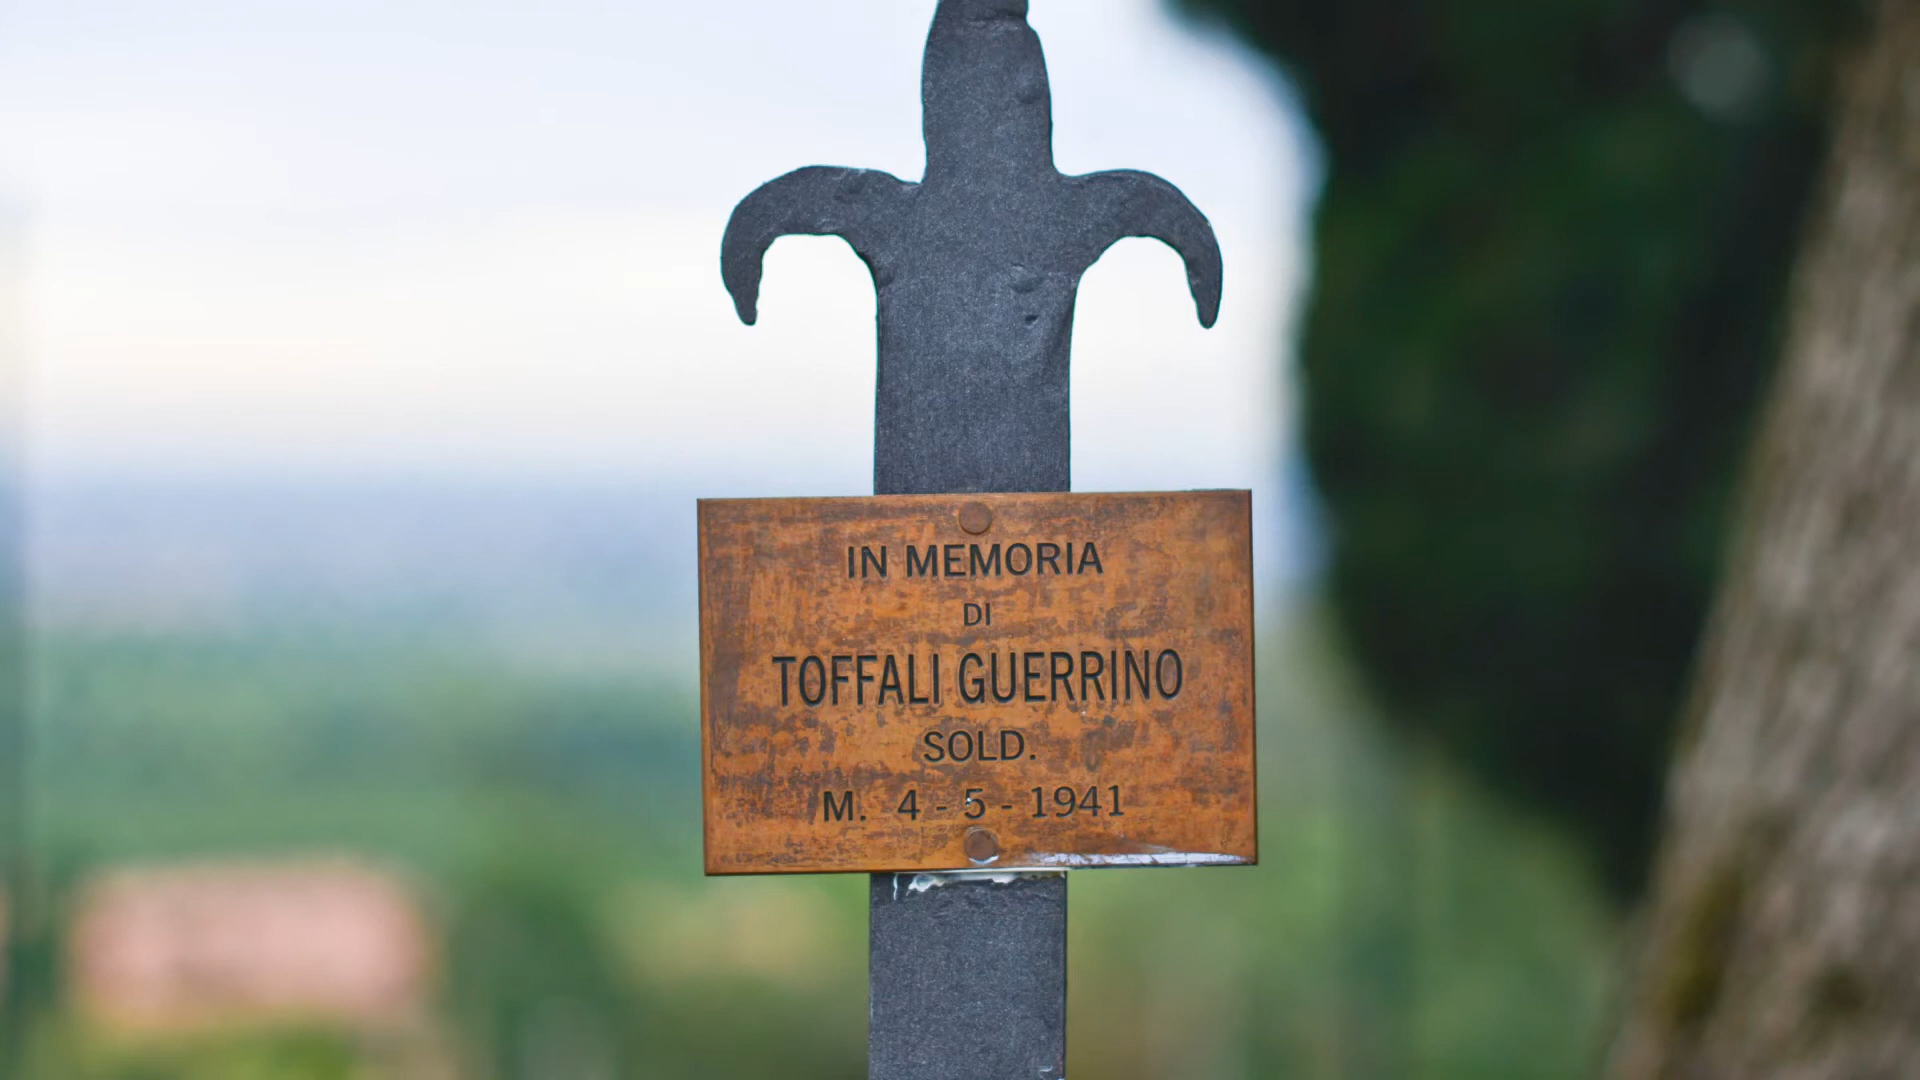 IN MEMORIA
DI
TOFFALI GUERRINO
SOLD.
M. 4 - 5 - 1941